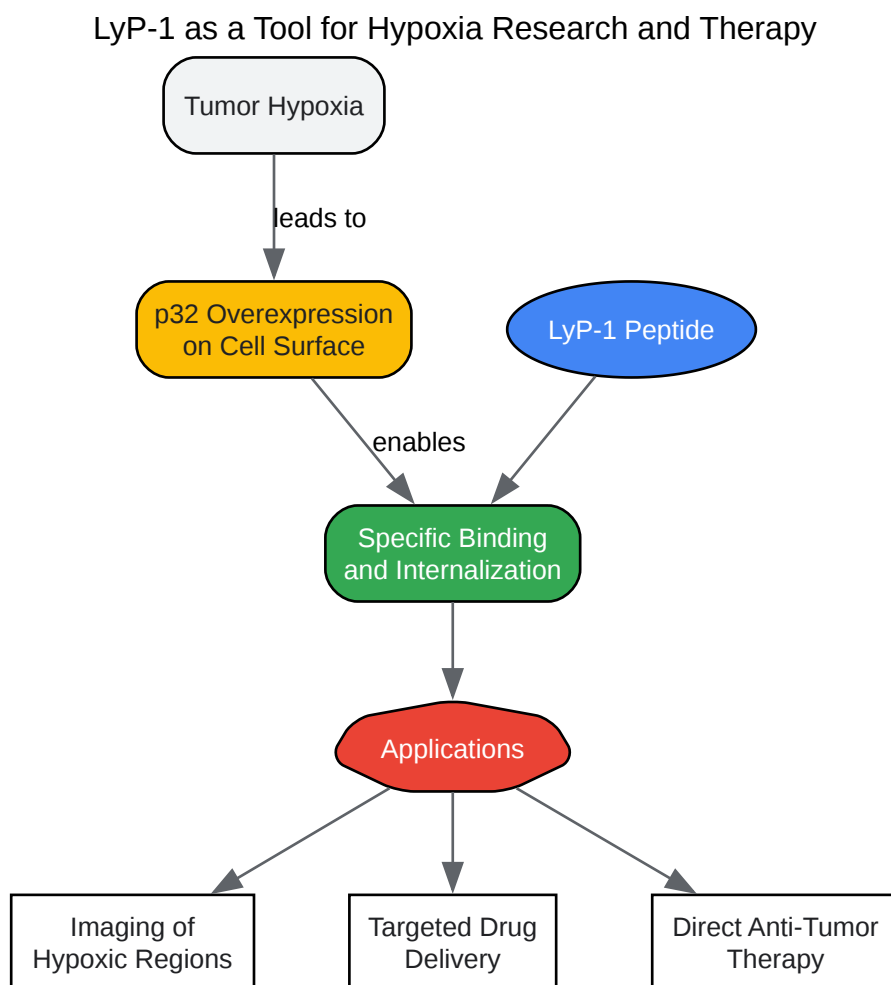 LyP-1 as a Tool for Hypoxia Research and Therapy
Tumor Hypoxia
leads to
p32 Overexpression
on Cell Surface
LyP-1 Peptide
enables
Specific Binding
and Internalization
Applications
Imaging of
Hypoxic Regions
Targeted Drug
Delivery
Direct Anti-Tumor
Therapy